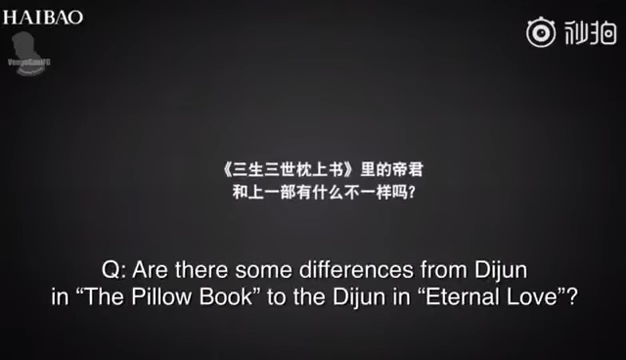 HAIBAO
秒拍
VengoGaoFG
《三生三世枕上书》里的帝君
和上一部有什么不一样吗?
Q: Are there some differences from Dijun
in “The Pillow Book” to the Dijun in “Eternal Love”?